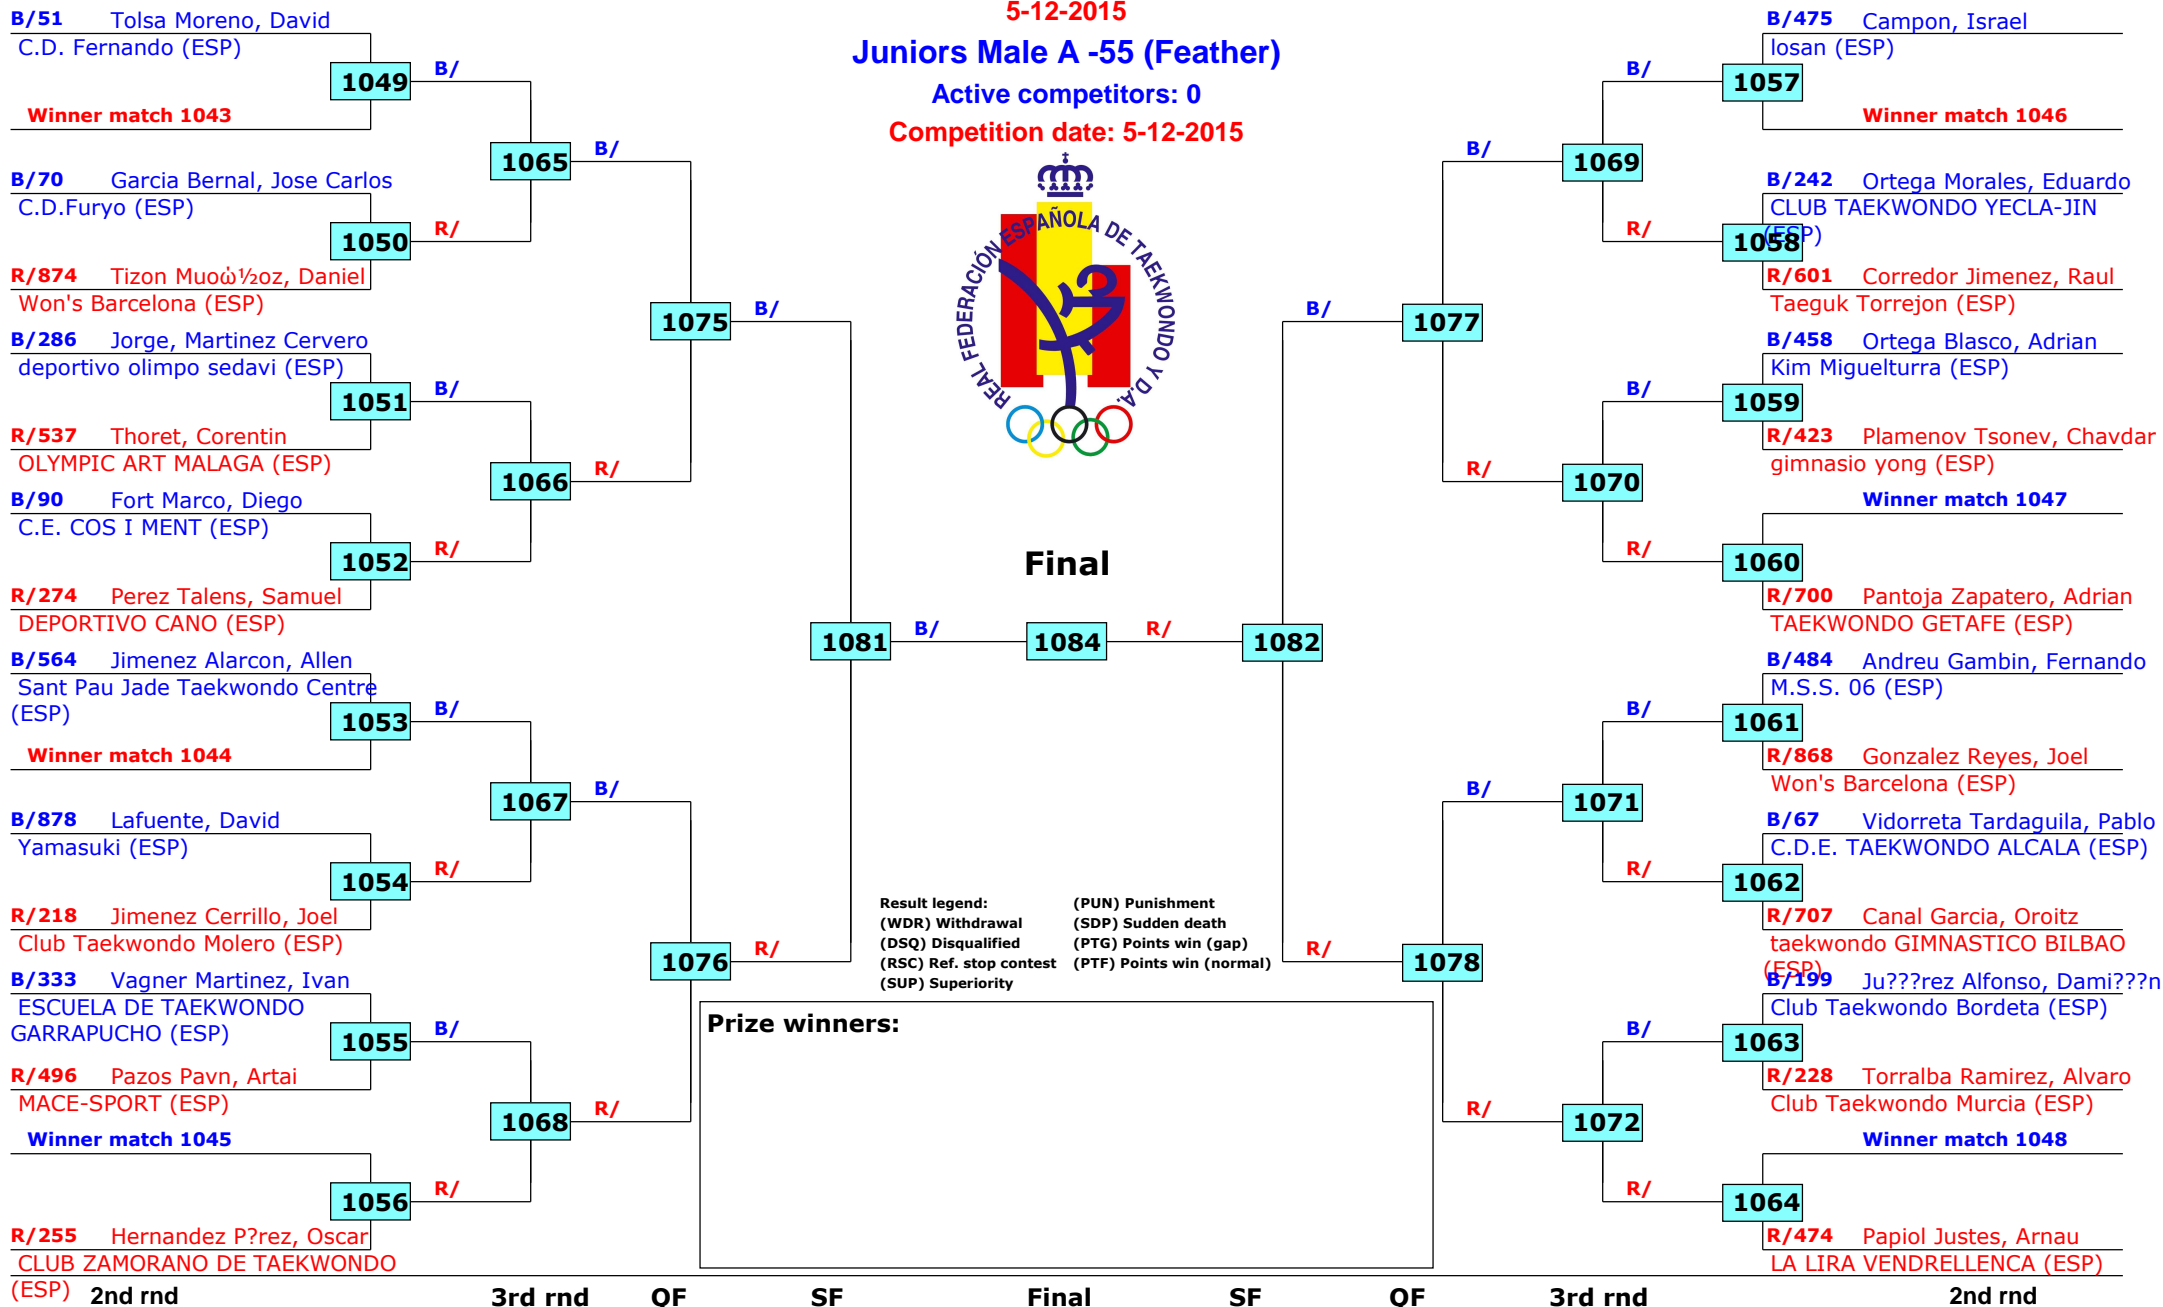 5-12-2015
Juniors Male A -55 (Feather)
Active competitors: 0
Competition date: 5-12-2015
REAL FEDERACIÓN ESPAÑOLA DE TAEKWONDO Y D.A.
B/51 Tolsa Moreno, David
C.D. Fernando (ESP)
1049
B/
Winner match 1043
1065
B/
B/70 Garcia Bernal, Jose Carlos
C.D.Furyo (ESP)
1050
R/
R/874 Tizon Muoώ½oz, Daniel
Won's Barcelona (ESP)
1075
B/
B/286 Jorge, Martinez Cervero
deportivo olimpo sedavi (ESP)
1051
B/
R/537 Thoret, Corentin
OLYMPIC ART MALAGA (ESP)
1066
R/
B/90 Fort Marco, Diego
C.E. COS I MENT (ESP)
1052
R/
R/274 Perez Talens, Samuel
DEPORTIVO CANO (ESP)
1081
B/
B/564 Jimenez Alarcon, Allen
Sant Pau Jade Taekwondo Centre
(ESP)
1053
B/
Winner match 1044
1067
B/
B/878 Lafuente, David
Yamasuki (ESP)
1054
R/
R/218 Jimenez Cerrillo, Joel
Club Taekwondo Molero (ESP)
1076
R/
B/333 Vagner Martinez, Ivan
ESCUELA DE TAEKWONDO
GARRAPUCHO (ESP)
1055
B/
R/496 Pazos Pavn, Artai
MACE-SPORT (ESP)
1068
R/
Winner match 1045
1056
R/
R/255 Hernandez P?rez, Oscar
CLUB ZAMORANO DE TAEKWONDO
(ESP)
Final
1084
R/
1082
B/475 Campon, Israel
losan (ESP)
B/
1057
Winner match 1046
B/
1069
B/242 Ortega Morales, Eduardo
CLUB TAEKWONDO YECLA-JIN
(ESP)
R/
1058
R/601 Corredor Jimenez, Raul
Taeguk Torrejon (ESP)
B/
1077
B/458 Ortega Blasco, Adrian
Kim Miguelturra (ESP)
B/
1059
R/423 Plamenov Tsonev, Chavdar
gimnasio yong (ESP)
R/
1070
Winner match 1047
R/
1060
R/700 Pantoja Zapatero, Adrian
TAEKWONDO GETAFE (ESP)
B/484 Andreu Gambin, Fernando
M.S.S. 06 (ESP)
B/
1061
R/868 Gonzalez Reyes, Joel
Won's Barcelona (ESP)
B/
1071
B/67 Vidorreta Tardaguila, Pablo
C.D.E. TAEKWONDO ALCALA (ESP)
R/
1062
R/707 Canal Garcia, Oroitz
taekwondo GIMNASTICO BILBAO
(ESP)
R/
1078
B/199 Ju???rez Alfonso, Dami???n
Club Taekwondo Bordeta (ESP)
B/
1063
R/228 Torralba Ramirez, Alvaro
Club Taekwondo Murcia (ESP)
R/
1072
Winner match 1048
R/
1064
R/474 Papiol Justes, Arnau
LA LIRA VENDRELLENCA (ESP)
Result legend:
(WDR) Withdrawal
(DSQ) Disqualified
(RSC) Ref. stop contest
(SUP) Superiority
(PUN) Punishment
(SDP) Sudden death
(PTG) Points win (gap)
(PTF) Points win (normal)
Prize winners:
2nd rnd 3rd rnd QF SF Final SF QF 3rd rnd 2nd rnd